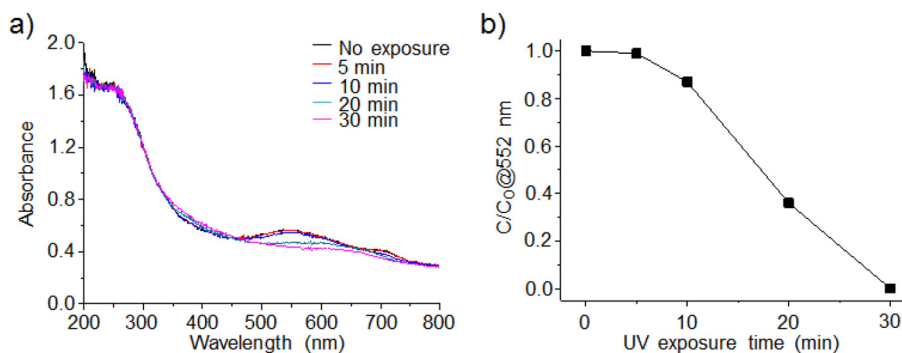 a)
2.0
1.6
1.2
0.8
0.4
0.0
Absorbance
200 300 400 500 600 700 800
Wavelength (nm)
No exposure
5 min
10 min
20 min
30 min
b)
1.0
0.8
0.6
0.4
0.2
0.0
C/C0@552 nm
0 10 20 30
UV exposure time (min)